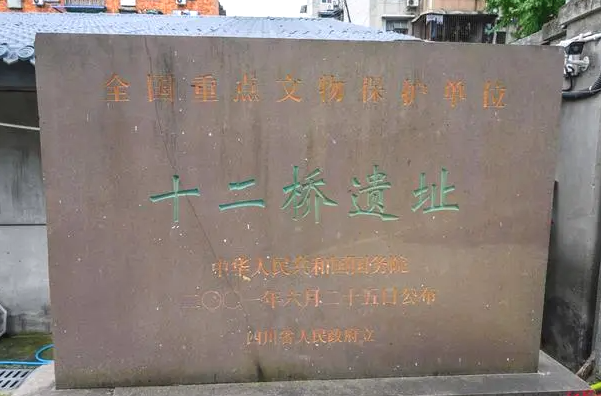 全国重点文物保护单位
十二桥遗址
中华人民共和国国务院
二〇〇一年六月二十五日公布
四川省人民政府立